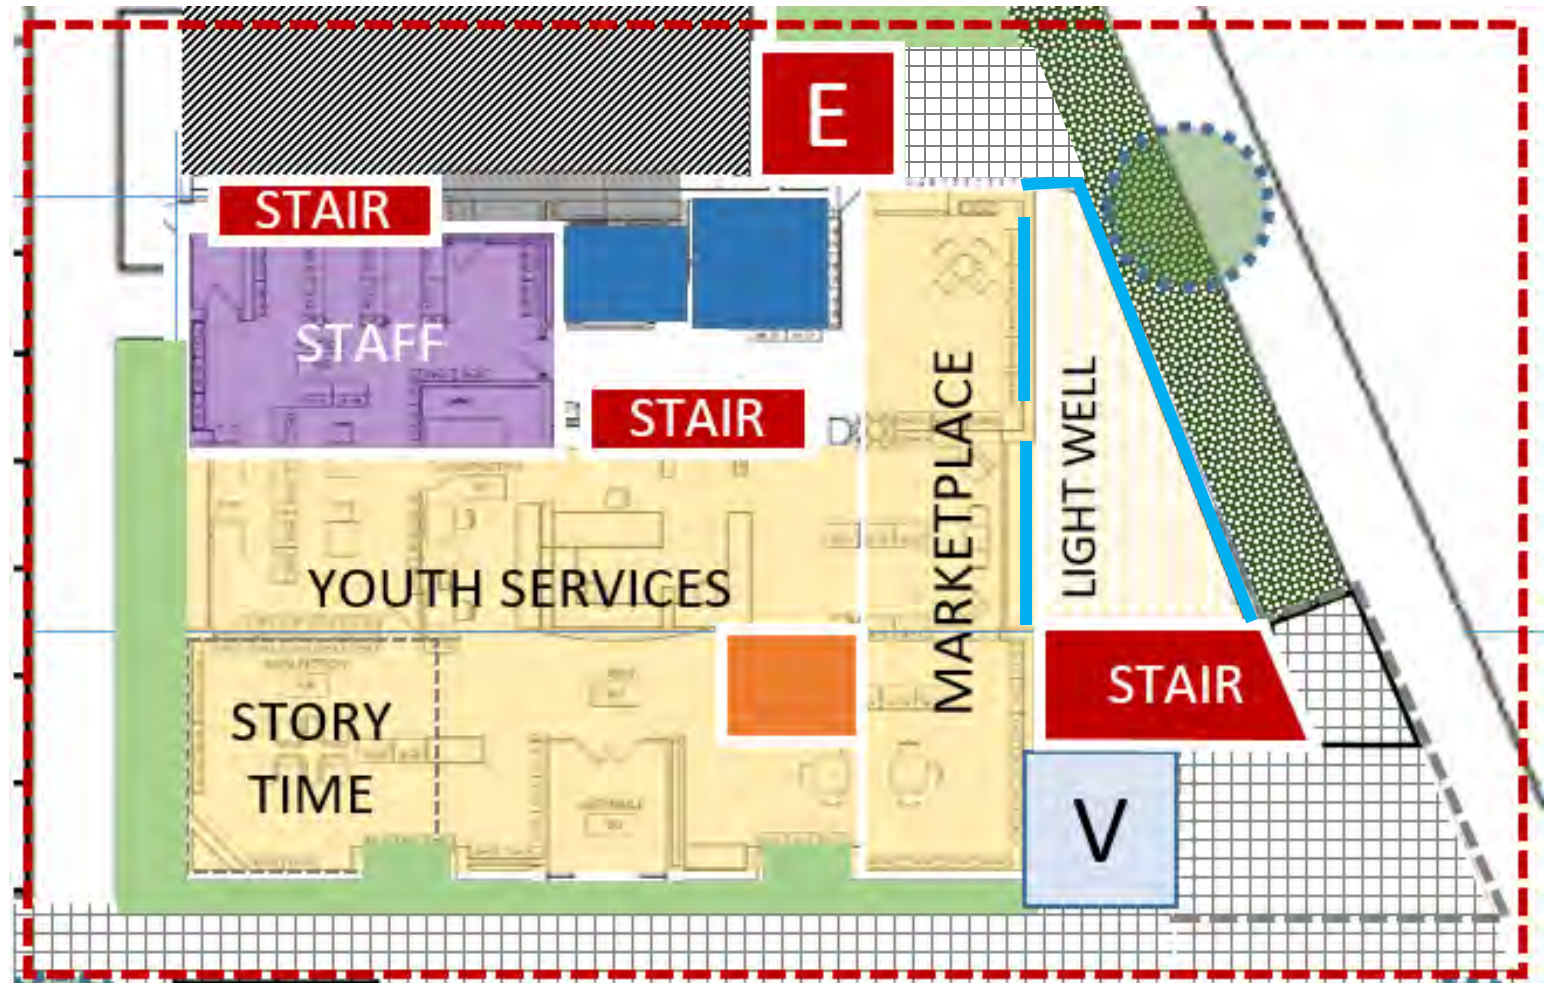 E
STAIR
STAFF
STAIR
MARKETPLACE
LIGHT WELL
YOUTH SERVICES
STORY
TIME
STAIR
V